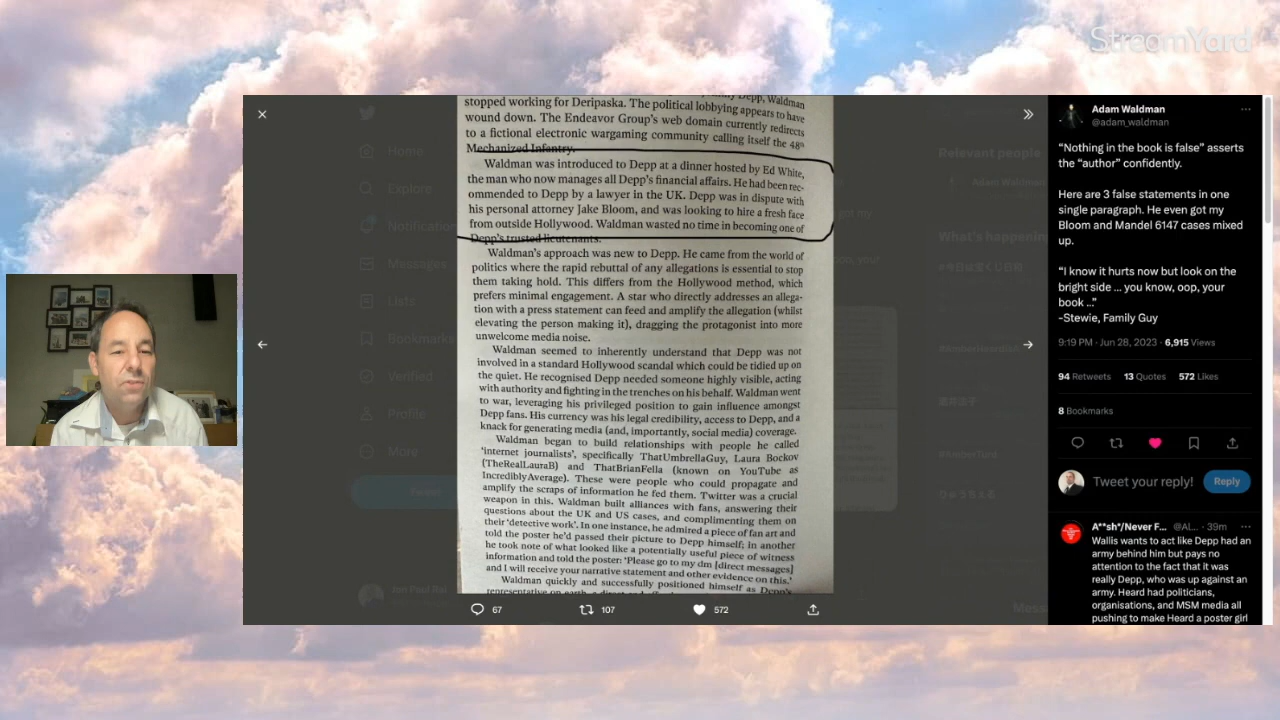 StreamYard
stopped working for Deripaska. The political lobbying appears to have
wound down. The Endeavor Group's web domain currently redirects
to a fictional electronic wargaming community calling itself the 48th
Mechanized Infantry.
Waldman was introduced to Depp at a dinner hosted by Ed White,
the man who now manages all Depp's financial affairs. He had been rec-
ommended to Depp by a lawyer in the UK. Depp was in dispute with
his personal attorney Jake Bloom, and was looking to hire a fresh face
from outside Hollywood. Waldman wasted no time in becoming one of
Depp's trusted lieutenants.
Waldman's approach was new to Depp. He came from the world of
politics where the rapid rebuttal of any allegations is essential to stop
them taking hold. This differs from the Hollywood method, which
prefers minimal engagement. A star who directly addresses an allega-
tion with a press statement can feed and amplify the allegation (whilst
elevating the person making it), dragging the protagonist into more
unwelcome media noise.
Waldman seemed to inherently understand that Depp was not
involved in a standard Hollywood scandal which could be tidied up on
the quiet. He recognised Depp needed someone highly visible, acting
with authority and fighting in the trenches on his behalf. Waldman went
to war, leveraging his privileged position to gain influence amongst
Depp fans. His currency was his legal credibility, access to Depp, and a
knack for generating media (and, importantly, social media) coverage.
Waldman began to build relationships with people he called
'internet journalists', specifically ThatUmbrellaGuy, Laura Bockov
(TheRealLauraB) and ThatBrianFella (known on YouTube as
IncrediblyAverage). These were people who could propagate and
amplify the scraps of information he fed them. Twitter was a crucial
weapon in this. Waldman built alliances with fans, answering their
questions about the UK and US cases, and complimenting them on
their 'detective work'. In one instance, he admired a piece of fan art and
told the poster he'd passed their picture to Depp himself; in another
he took note of what looked like a potentially useful piece of witness
information and told the poster: 'Please go to my dm [direct messages]
and I will receive your narrative statement and other evidence on this.'
Waldman quickly and successfully positioned himself as Depp's
67
107
572
Home
Explore
Notification
Messages
Lists
Bookmarks
Verified
Profile
More
Relevant people
Adam Waldman
What's happening
Adam Waldman
@adam_waldman
“Nothing in the book is false” asserts
the “author” confidently.
Here are 3 false statements in one
single paragraph. He even got my
Bloom and Mandel 6147 cases mixed
up.
“I know it hurts now but look on the
bright side … you know, oop, your
book ..”
-Stewie, Family Guy
9:19 PM · Jun 28, 2023 · 6,915 Views
94 Retweets 13 Quotes 572 Likes
8 Bookmarks
Tweet your reply!
Reply
A**sh*/Never F... @AL... · 39m
Wallis wants to act like Depp had an
army behind him but pays no
attention to the fact that it was
really Depp, who was up against an
army. Heard had politicians,
organisations, and MSM media all
pushing to make Heard a poster girl